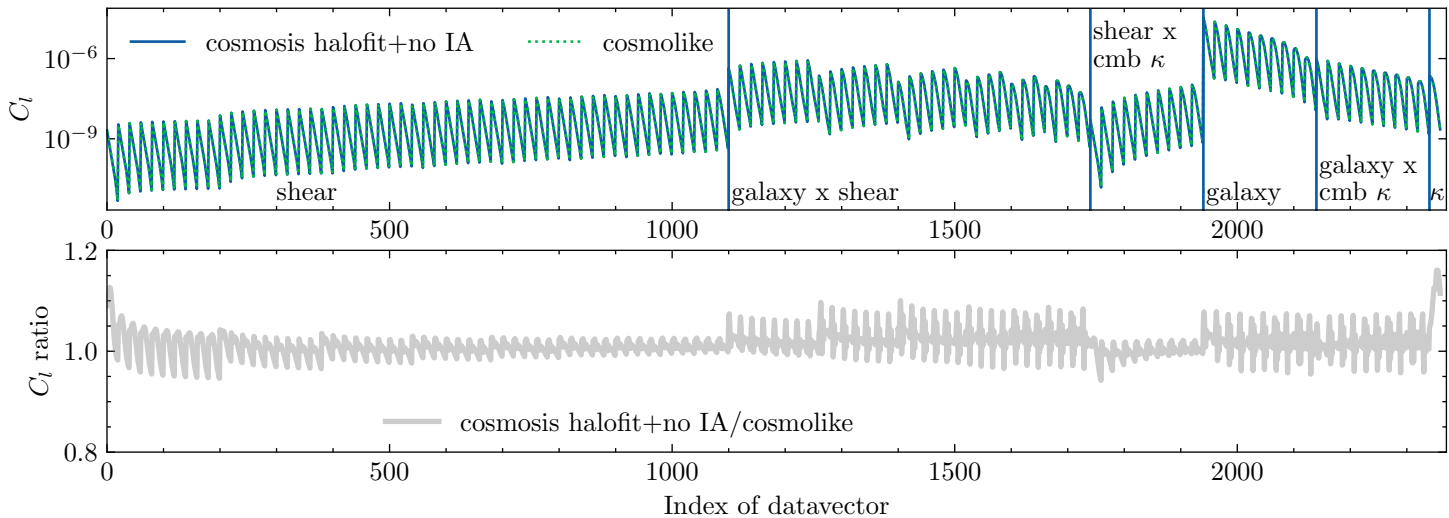 cosmosis halofit+no IA
cosmolike
shear x
cmb κ
10⁻⁶
C_l
10⁻⁹
shear
galaxy x shear
galaxy
galaxy x
cmb κ
κ
0 500 1000 1500 2000
1.2
1.0
C_l ratio
cosmosis halofit+no IA/cosmolike
0.8
0 500 1000 1500 2000
Index of datavector